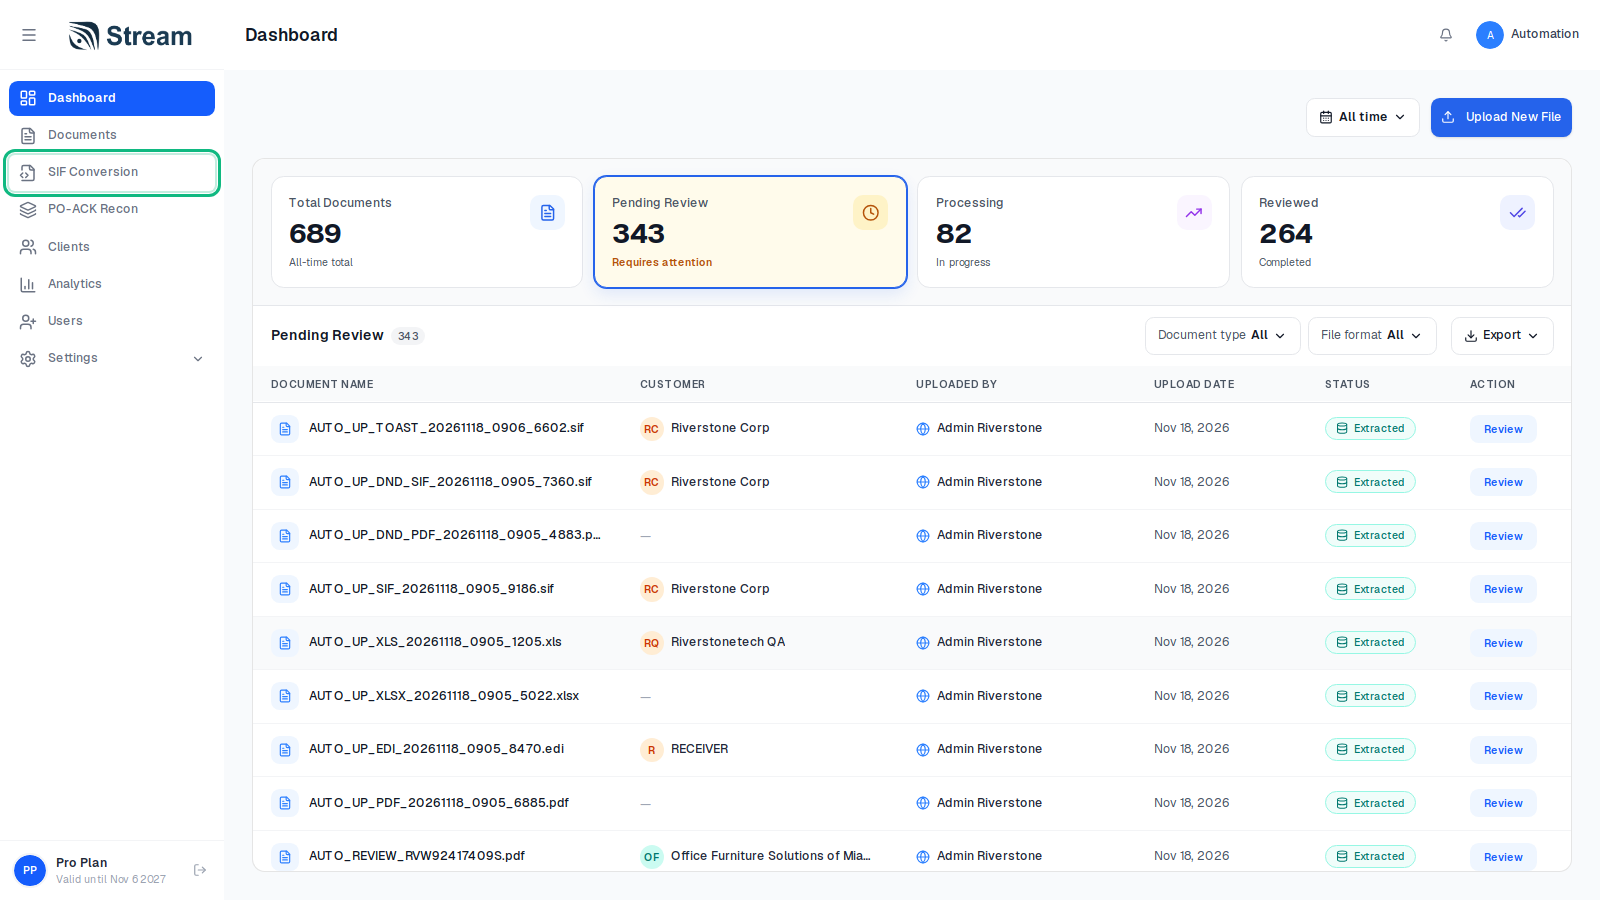 Stream
Dashboard
A
Automation
Dashboard
Documents
SIF Conversion
PO-ACK Recon
Clients
Analytics
Users
Settings
All time
Upload New File
Total Documents
689
All-time total
Pending Review
343
Requires attention
Processing
82
In progress
Reviewed
264
Completed
Pending Review 343
Document type All
File format All
Export
DOCUMENT NAME CUSTOMER UPLOADED BY UPLOAD DATE STATUS ACTION
AUTO_UP_TOAST_20261118_0906_6602.sif RC Riverstone Corp Admin Riverstone Nov 18, 2026 Extracted Review
AUTO_UP_DND_SIF_20261118_0905_7360.sif RC Riverstone Corp Admin Riverstone Nov 18, 2026 Extracted Review
AUTO_UP_DND_PDF_20261118_0905_4883.p... — Admin Riverstone Nov 18, 2026 Extracted Review
AUTO_UP_SIF_20261118_0905_9186.sif RC Riverstone Corp Admin Riverstone Nov 18, 2026 Extracted Review
AUTO_UP_XLS_20261118_0905_1205.xls RQ Riverstonetech QA Admin Riverstone Nov 18, 2026 Extracted Review
AUTO_UP_XLSX_20261118_0905_5022.xlsx — Admin Riverstone Nov 18, 2026 Extracted Review
AUTO_UP_EDI_20261118_0905_8470.edi R RECEIVER Admin Riverstone Nov 18, 2026 Extracted Review
AUTO_UP_PDF_20261118_0905_6885.pdf — Admin Riverstone Nov 18, 2026 Extracted Review
AUTO_REVIEW_RVW92417409S.pdf OF Office Furniture Solutions of Mia... Admin Riverstone Nov 18, 2026 Extracted Review
PP
Pro Plan
Valid until Nov 6 2027